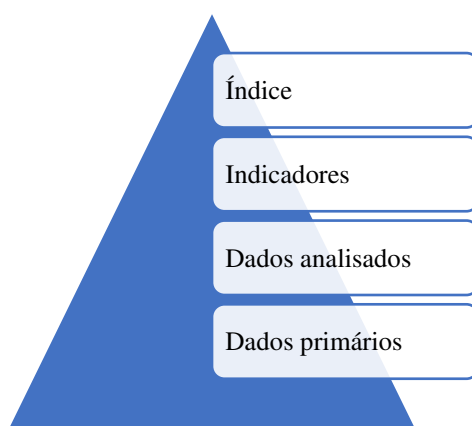 Índice
Indicadores
Dados analisados
Dados primários